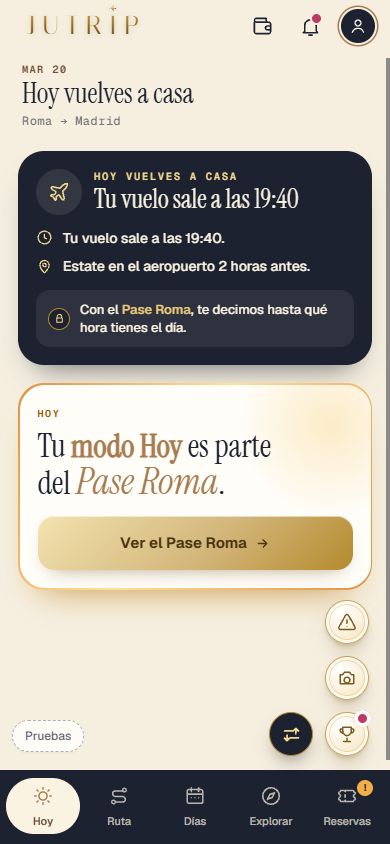 JUTRIP
MAR 20
Hoy vuelves a casa
Roma → Madrid
HOY VUELVES A CASA
Tu vuelo sale a las 19:40
Tu vuelo sale a las 19:40.
Estate en el aeropuerto 2 horas antes.
Con el Pase Roma, te decimos hasta qué
hora tienes el día.
HOY
Tu modo Hoy es parte
del Pase Roma.
Ver el Pase Roma →
Pruebas
!
Hoy
Ruta
Días
Explorar
Reservas